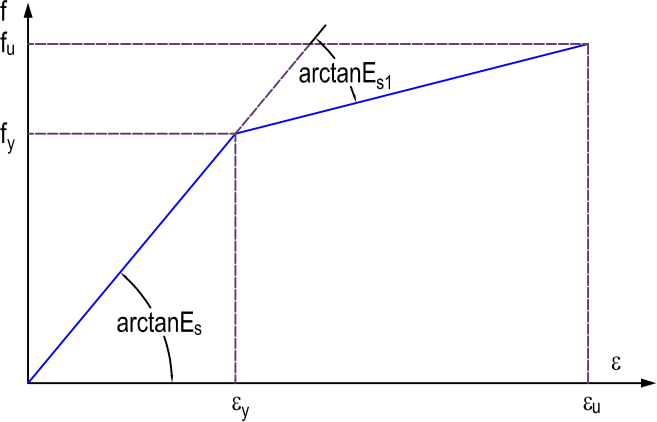 f
fu
arctanEs1
fy
arctanEs
ε
εy
εu